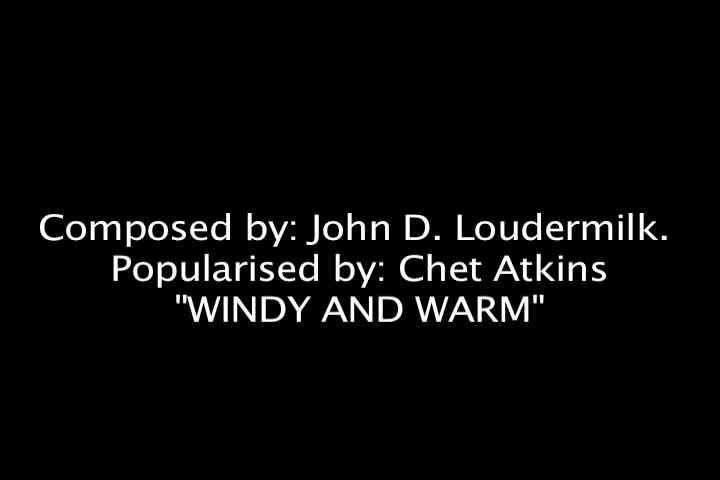 Composed by: John D. Loudermilk.
Popularised by: Chet Atkins
"WINDY AND WARM"